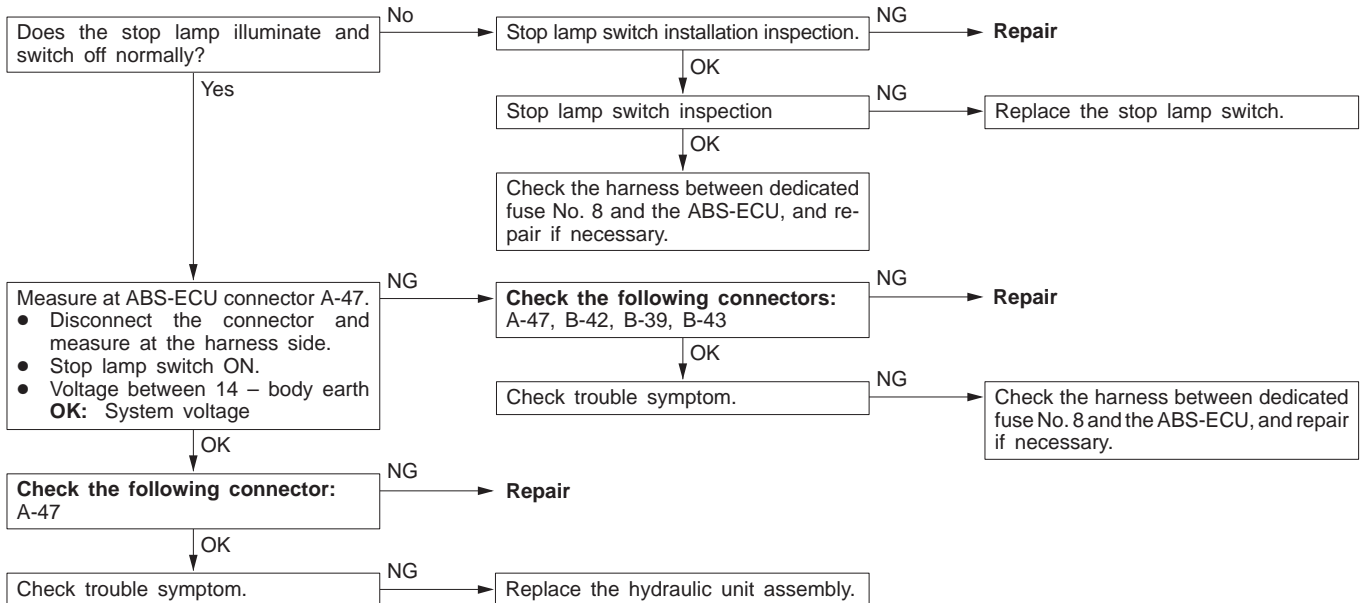 Does the stop lamp illuminate and
switch off normally?
No
Stop lamp switch installation inspection.
NG
Repair
OK
Yes
Stop lamp switch inspection
NG
Replace the stop lamp switch.
OK
Check the harness between dedicated
fuse No. 8 and the ABS-ECU, and re-
pair if necessary.
Measure at ABS-ECU connector A-47.
● Disconnect the connector and
measure at the harness side.
● Stop lamp switch ON.
● Voltage between 14 – body earth
OK: System voltage
NG
Check the following connectors:
A-47, B-42, B-39, B-43
NG
Repair
OK
Check trouble symptom.
NG
Check the harness between dedicated
fuse No. 8 and the ABS-ECU, and repair
if necessary.
OK
Check the following connector:
A-47
NG
Repair
OK
Check trouble symptom.
NG
Replace the hydraulic unit assembly.